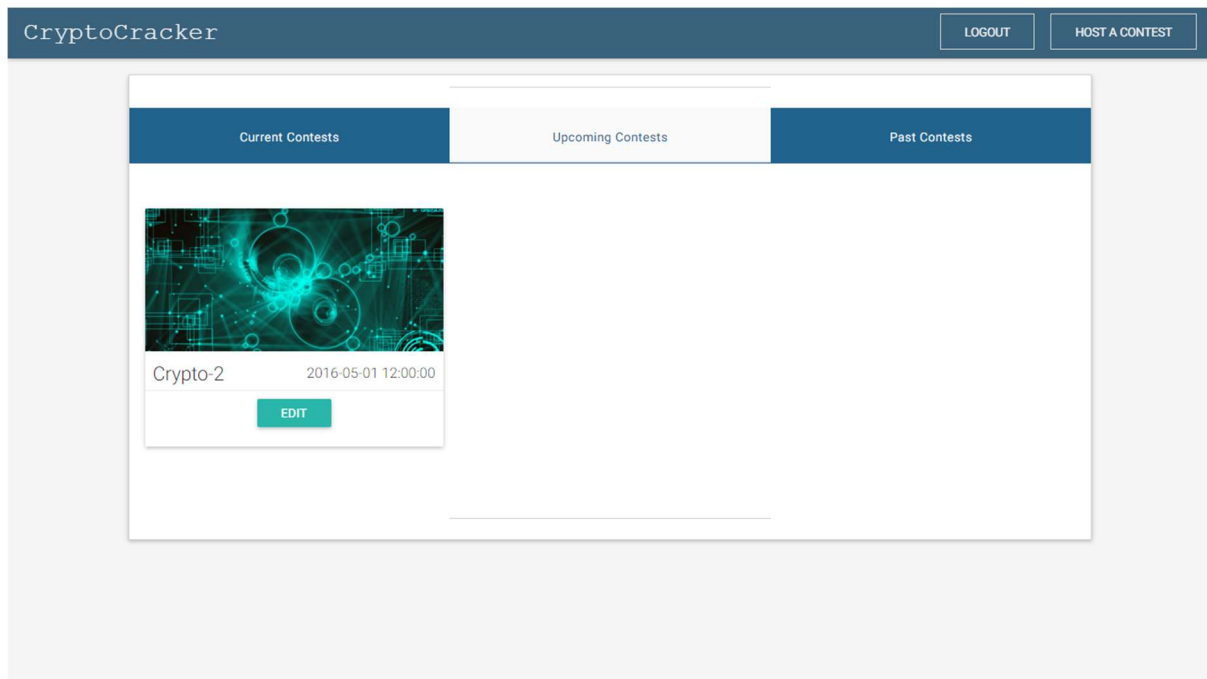 CryptoCracker
LOGOUT
HOST A CONTEST
Current Contests
Upcoming Contests
Past Contests
Crypto-2
2016-05-01 12:00:00
EDIT